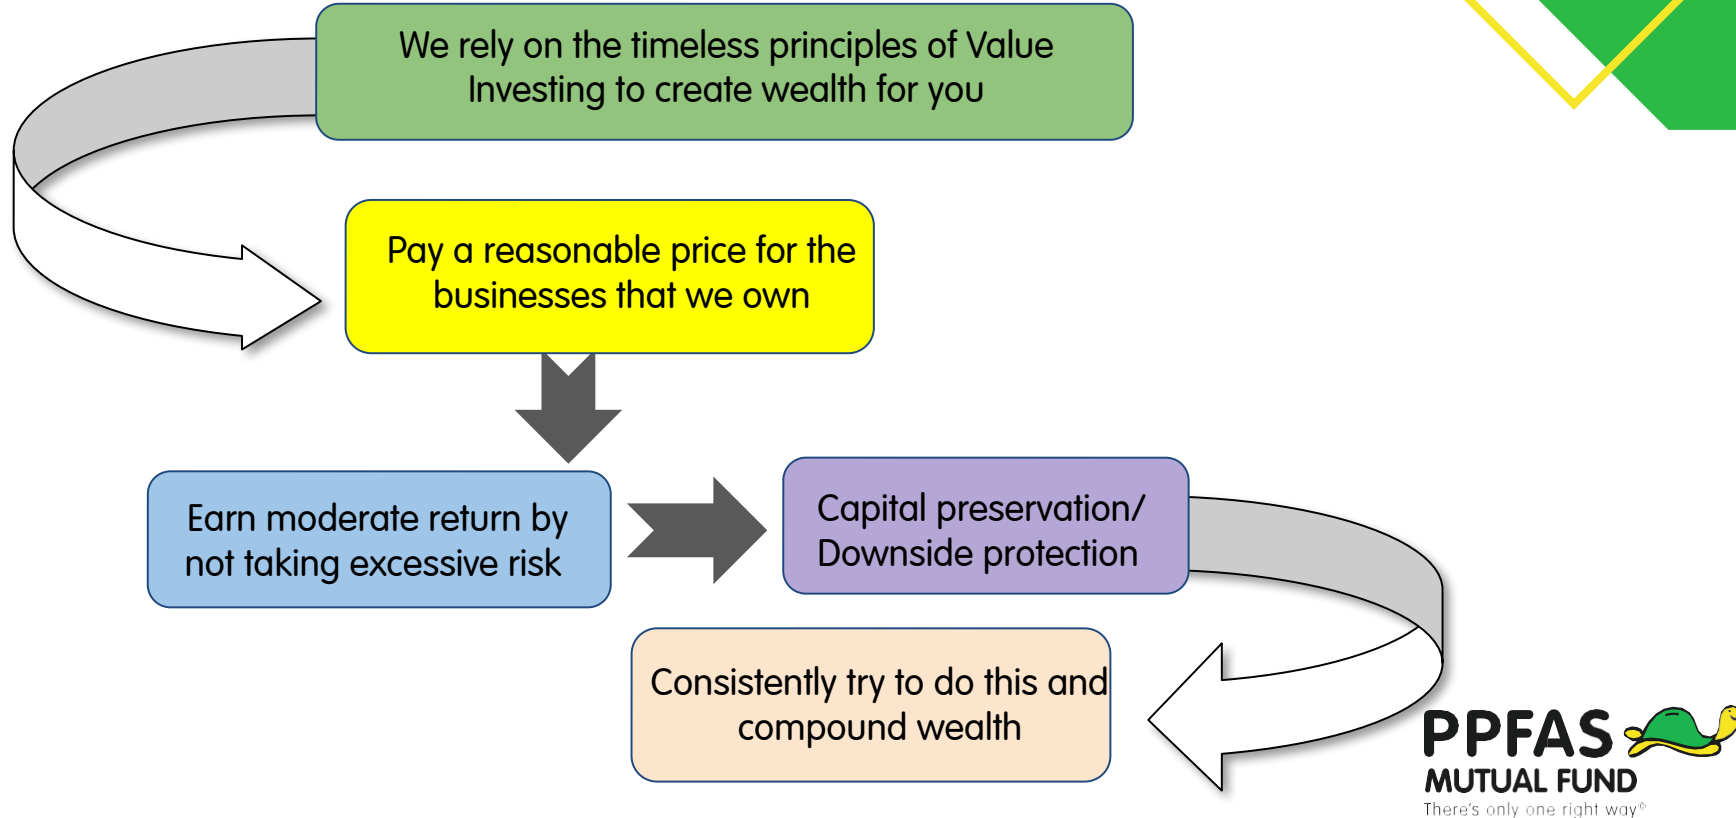 We rely on the timeless principles of Value
Investing to create wealth for you
Pay a reasonable price for the
businesses that we own
Earn moderate return by
not taking excessive risk
Capital preservation/
Downside protection
Consistently try to do this and
compound wealth
PPFAS
MUTUAL FUND
There's only one right way©